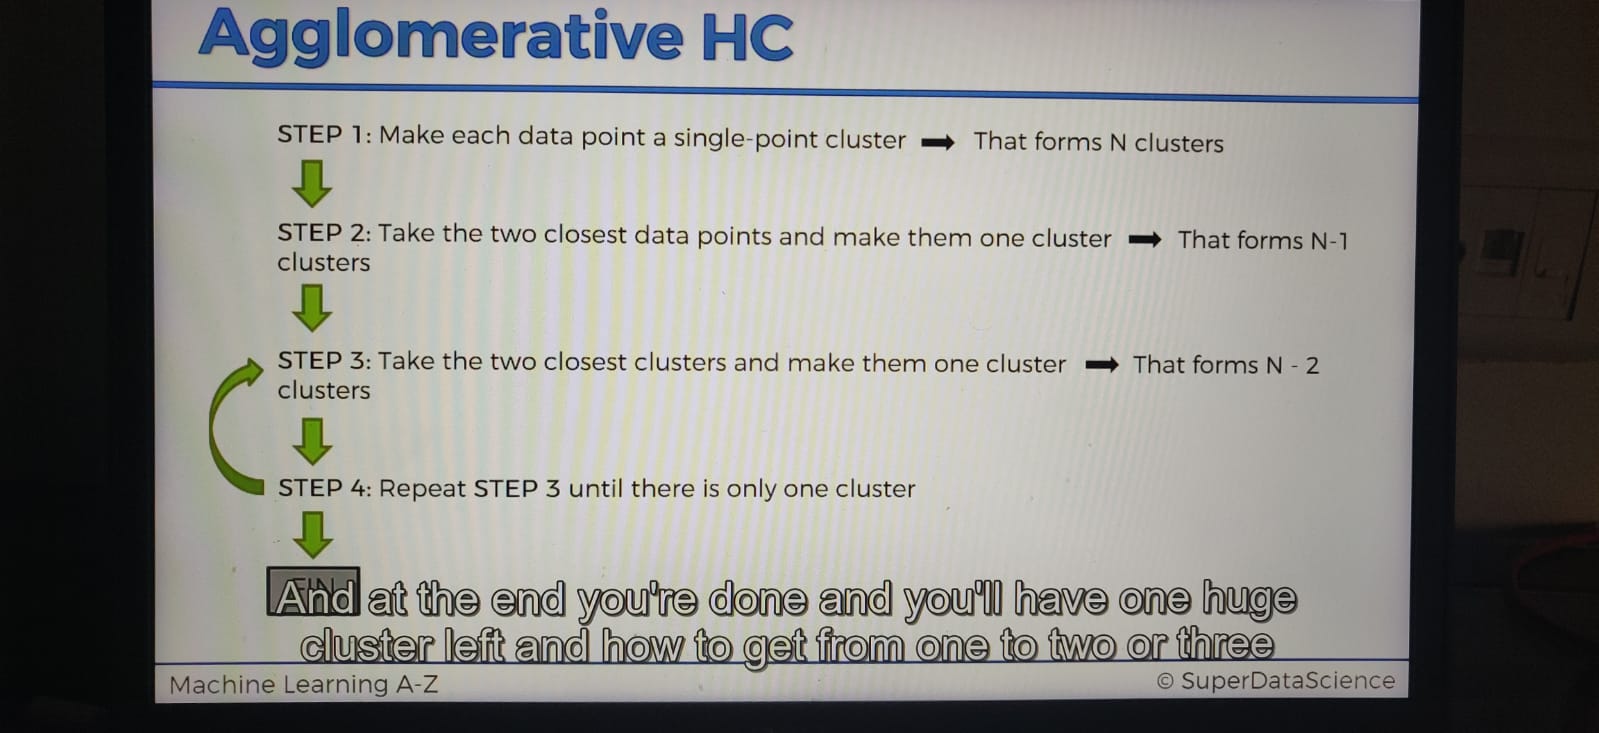 Agglomerative HC
STEP 1: Make each data point a single-point cluster ➡ That forms N clusters
STEP 2: Take the two closest data points and make them one cluster ➡ That forms N-1
clusters
STEP 3: Take the two closest clusters and make them one cluster ➡ That forms N - 2
clusters
STEP 4: Repeat STEP 3 until there is only one cluster
FIN
And at the end you're done and you'll have one huge
cluster left and how to get from one to two or three
Machine Learning A-Z
© SuperDataScience